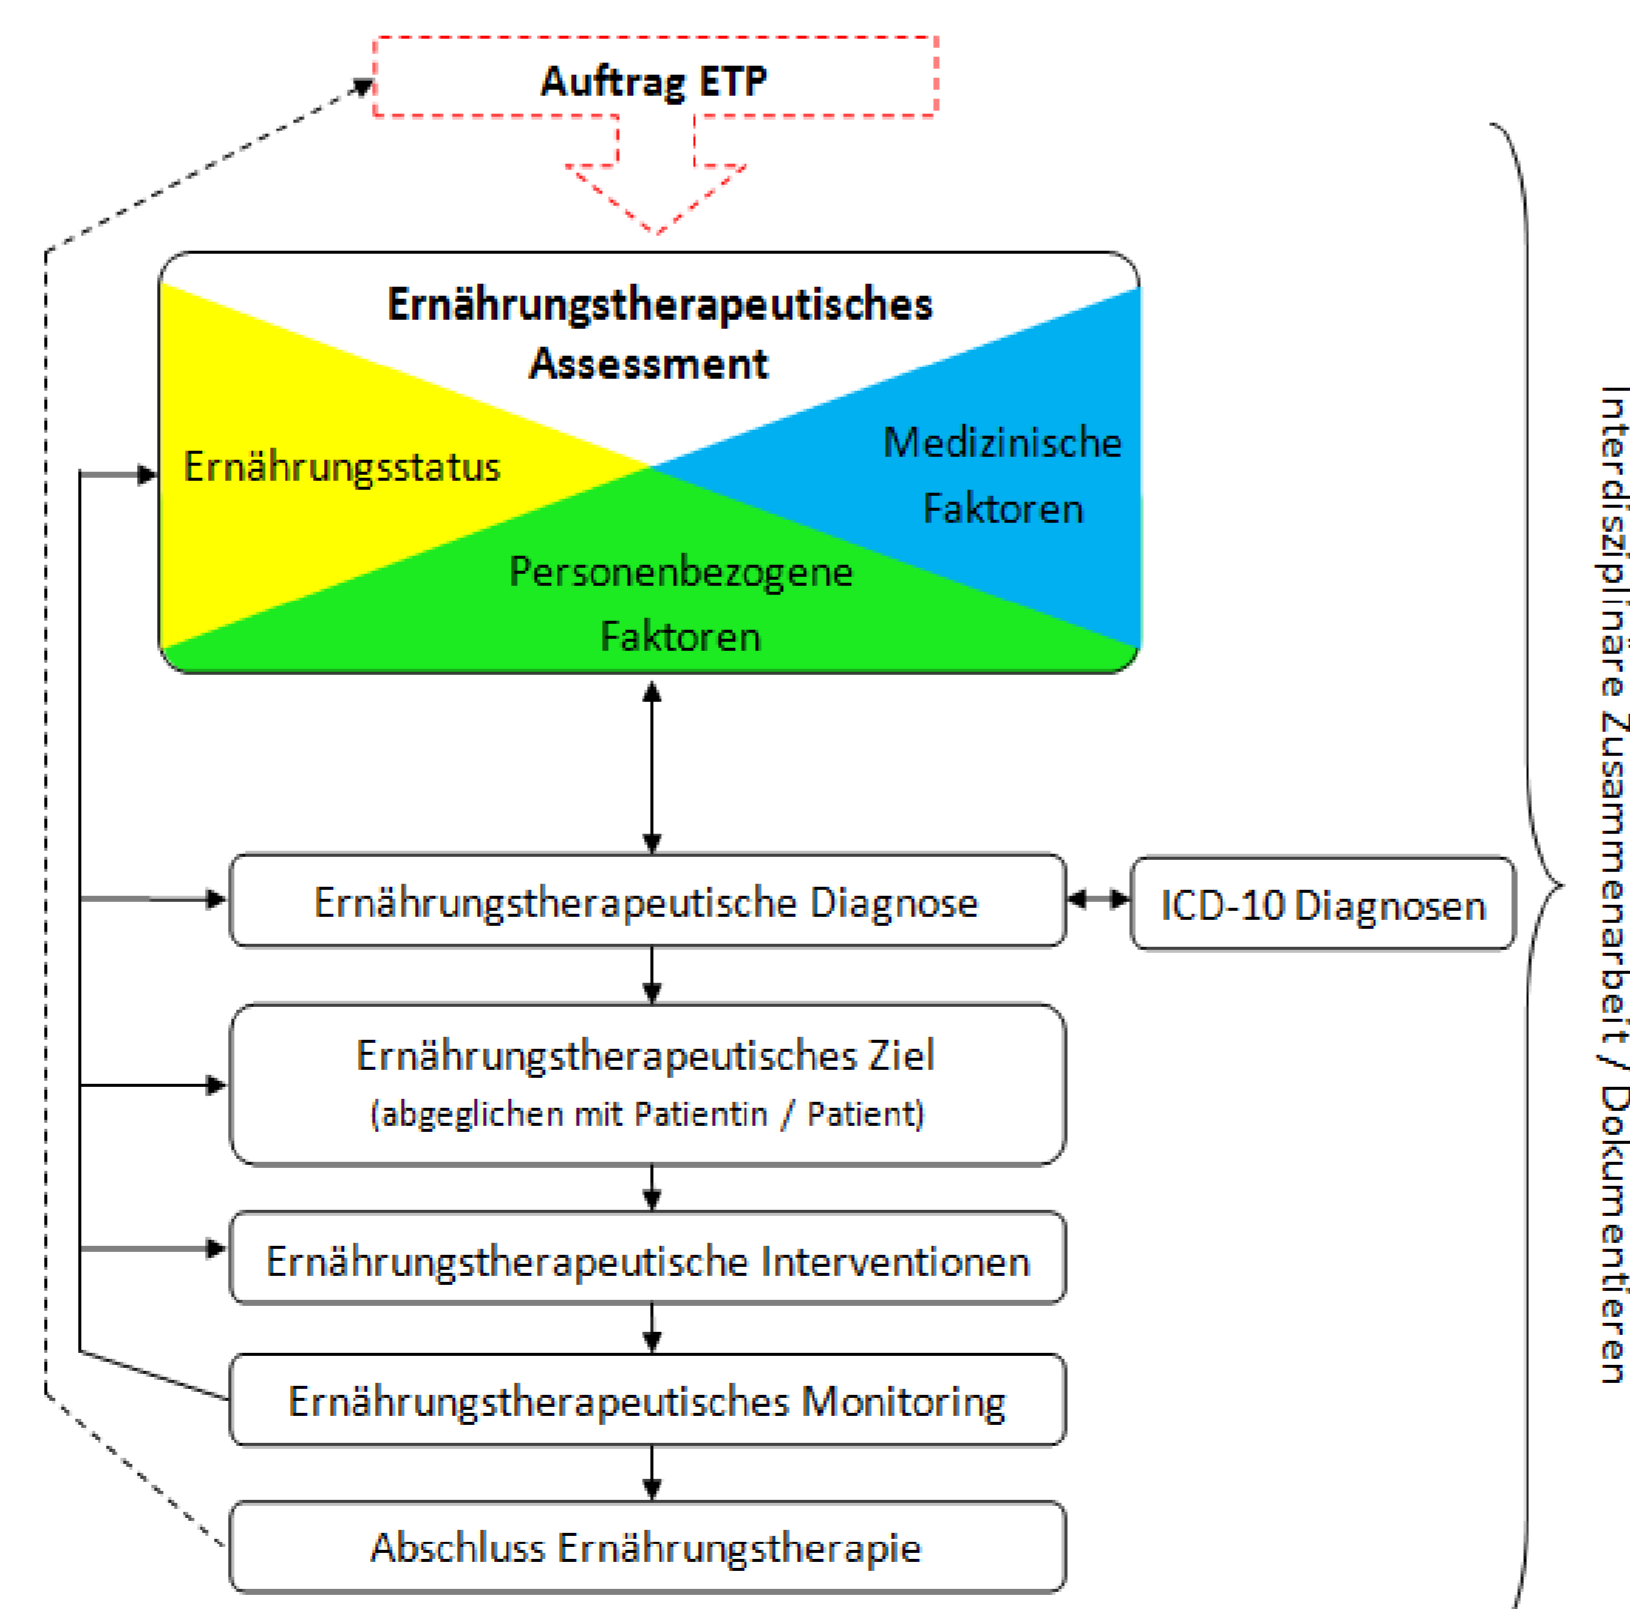 Auftrag ETP
Ernährungstherapeutisches
Assessment
Ernährungsstatus
Medizinische
Faktoren
Personenbezogene
Faktoren
Ernährungstherapeutische Diagnose
ICD-10 Diagnosen
Ernährungstherapeutisches Ziel
(abgeglichen mit Patientin / Patient)
Ernährungstherapeutische Interventionen
Ernährungstherapeutisches Monitoring
Abschluss Ernährungstherapie
Interdisziplinäre Zusammenarbeit / Dokumentieren